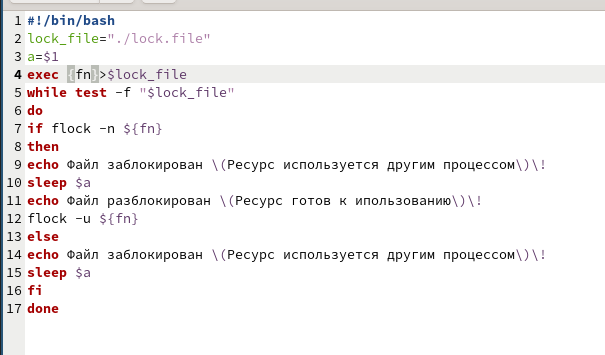 1 #!/bin/bash
2 lock_file="./lock.file"
3 a=$1
4 exec {fn}>$lock_file
5 while test -f "$lock_file"
6 do
7 if flock -n ${fn}
8 then
9 echo Файл заблокирован \(Ресурс используется другим процессом\)\!
10 sleep $a
11 echo Файл разблокирован \(Ресурс готов к ипользованию\)\!
12 flock -u ${fn}
13 else
14 echo Файл заблокирован \(Ресурс используется другим процессом\)\!
15 sleep $a
16 fi
17 done